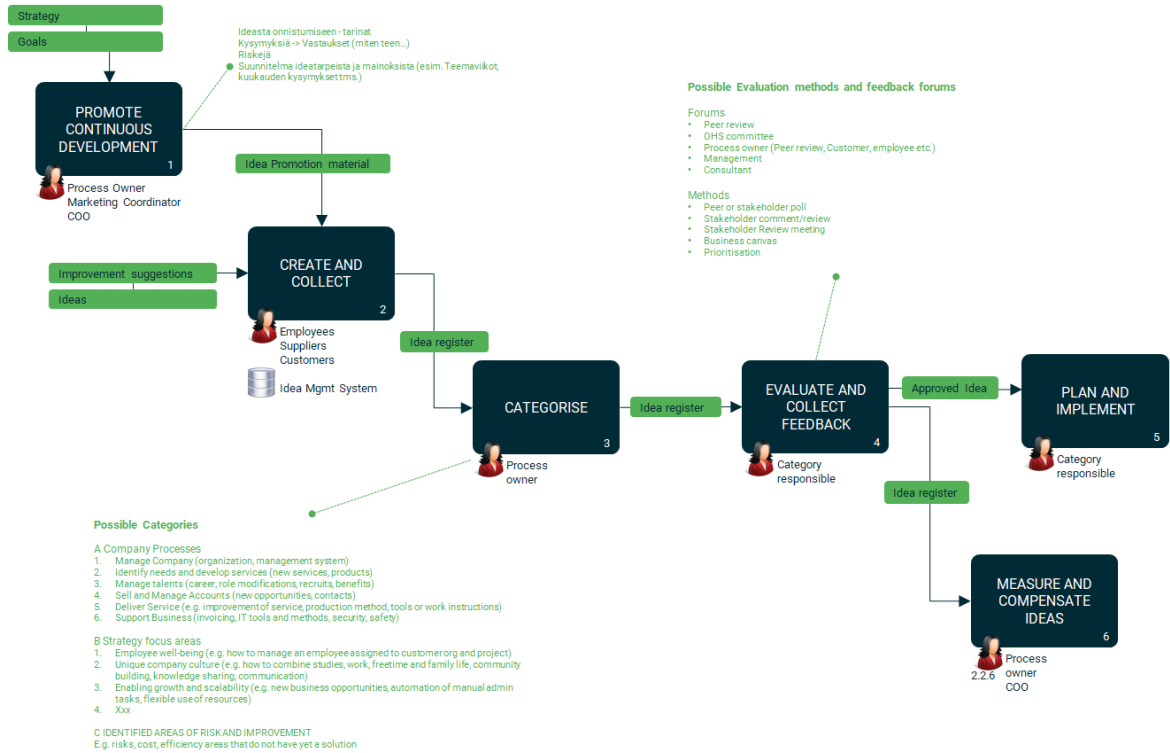 Strategy
Goals
Ideasta onnistumiseen - tarinat
Kysymyksiä -> Vastaukset (miten teen...)
Riskejä
Suunnitelma ideatarpeista ja mainoksista (esim. Teemaviikot,
kuukauden kysymykset tms.)
PROMOTE
CONTINUOUS
DEVELOPMENT
1
Process Owner
Marketing Coordinator
COO
Idea Promotion material
Improvement suggestions
Ideas
CREATE AND
COLLECT
2
Employees
Suppliers
Customers
Idea Mgmt System
Idea register
CATEGORISE
3
Process
owner
Idea register
Possible Evaluation methods and feedback forums
Forums
• Peer review
• OHS committee
• Process owner (Peer review, Customer, employee etc.)
• Management
• Consultant
Methods
• Peer or stakeholder poll
• Stakeholder comment/review
• Stakeholder Review meeting
• Business canvas
• Prioritisation
EVALUATE AND
COLLECT
FEEDBACK
4
Category
responsible
Approved Idea
PLAN AND
IMPLEMENT
5
Category
responsible
Idea register
MEASURE AND
COMPENSATE
IDEAS
6
2.2.6
Process
owner
COO
Possible Categories
A Company Processes
1. Manage Company (organization, management system)
2. Identify needs and develop services (new services, products)
3. Manage talents (career, role modifications, recruits, benefits)
4. Sell and Manage Accounts (new opportunities, contacts)
5. Deliver Service (e.g. improvement of service, production method, tools or work instructions)
6. Support Business (invoicing, IT tools and methods, security, safety)
B Strategy focus areas
1. Employee well-being (e.g. how to manage an employee assigned to customer org and project)
2. Unique company culture (e.g. how to combine studies, work, freetime and family life, community
building, knowledge sharing, communication)
3. Enabling growth and scalability (e.g. new business opportunities, automation of manual admin
tasks, flexible use of resources)
4. Xxx
C IDENTIFIED AREAS OF RISK AND IMPROVEMENT
E.g. risks, cost, efficiency areas that do not have yet a solution